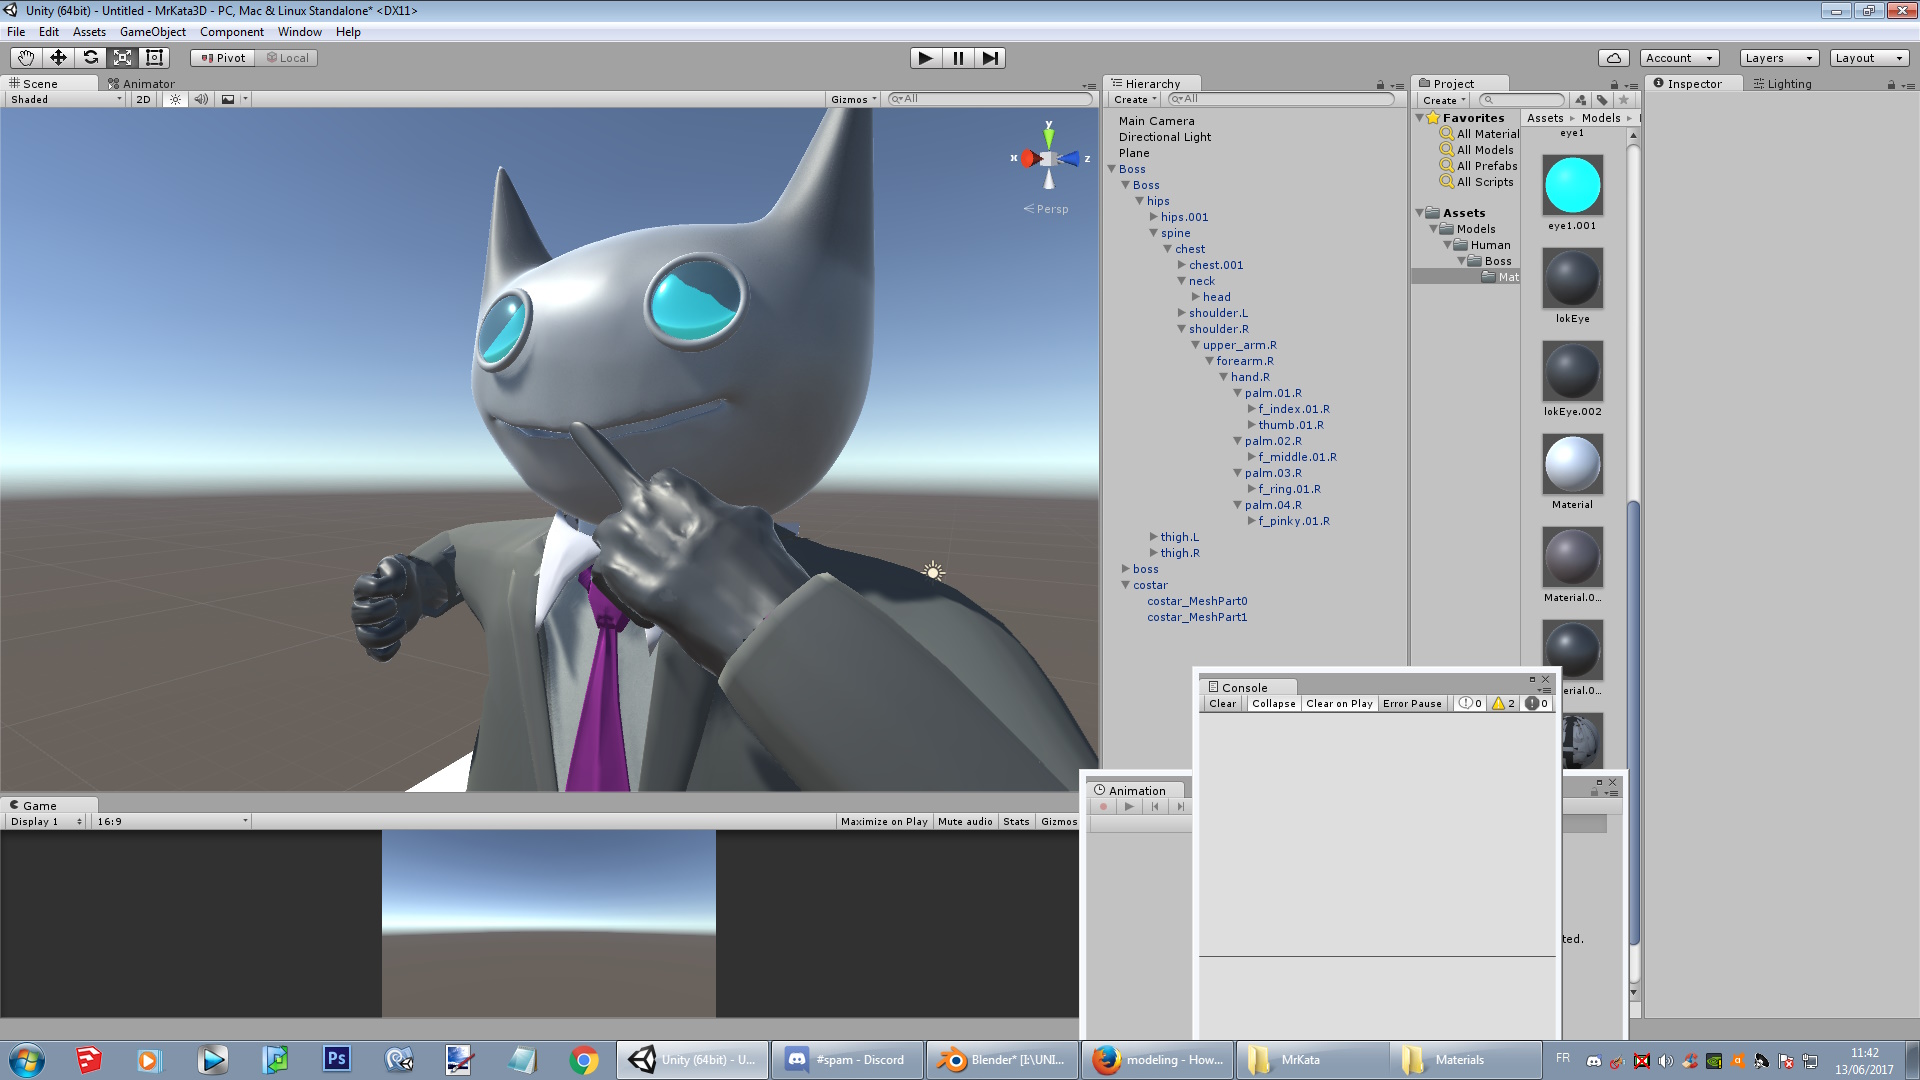 Unity (64bit) - Untitled - MrKata3D - PC, Mac & Linux Standalone* <DX11>
File Edit Assets GameObject Component Window Help
Pivot Local Account Layers Layout
Scene Animator
Shaded 2D Gizmos All
y
x z
Persp
Hierarchy
Create All
Main Camera
Directional Light
Plane
Boss
Boss
hips
hips.001
spine
chest
chest.001
neck
head
shoulder.L
shoulder.R
upper_arm.R
forearm.R
hand.R
palm.01.R
f_index.01.R
thumb.01.R
palm.02.R
f_middle.01.R
palm.03.R
f_ring.01.R
palm.04.R
f_pinky.01.R
thigh.L
thigh.R
boss
costar
costar_MeshPart0
costar_MeshPart1
Project
Create
Favorites
All Material
All Models
All Prefabs
All Scripts
Assets
Models
Human
Boss
Mat
Assets Models
eye1
eye1.001
lokEye
lokEye.002
Material
Material.0...
erial.0...
Inspector Lighting
Console
Clear Collapse Clear on Play Error Pause 0 2 0
Animation
ted.
Game
Display 1 16:9 Maximize on Play Mute audio Stats Gizmos
Ps
Unity (64bit) - U...
#spam - Discord
Blender* [I:\UNI...
modeling - How...
MrKata
Materials
FR
11:42
13/06/2017